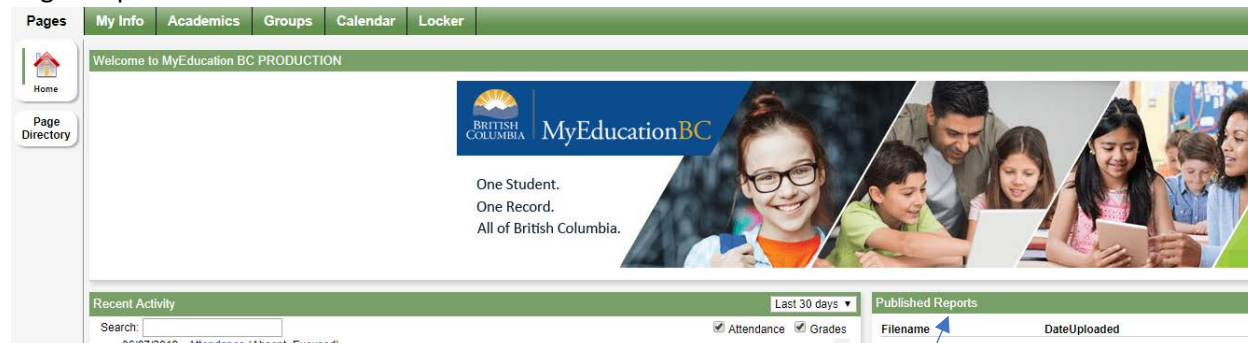 Pages My Info Academics Groups Calendar Locker
Home
Page
Directory
Welcome to MyEducation BC PRODUCTION
BRITISH
COLUMBIA
MyEducationBC
One Student.
One Record.
All of British Columbia.
Recent Activity Last 30 days ▼ Published Reports
Search: Attendance Grades Filename DateUploaded